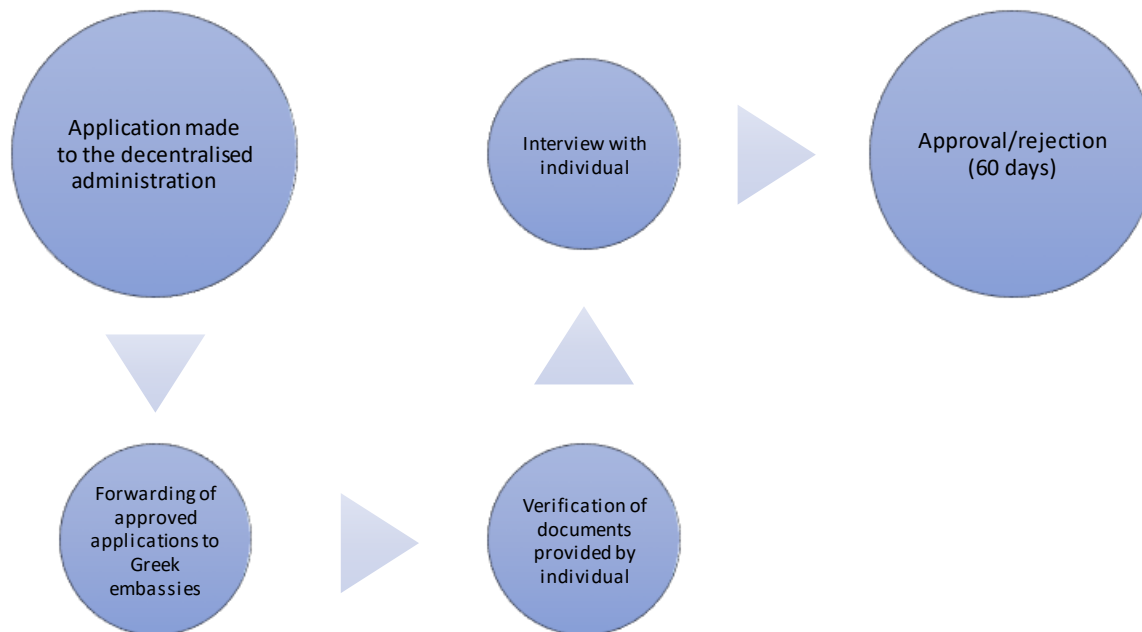 Application made
to the decentralised
administration
Forwarding of
approved
applications to
Greek
embassies
Verification of
documents
provided by
individual
Interview with
individual
Approval/rejection
(60 days)